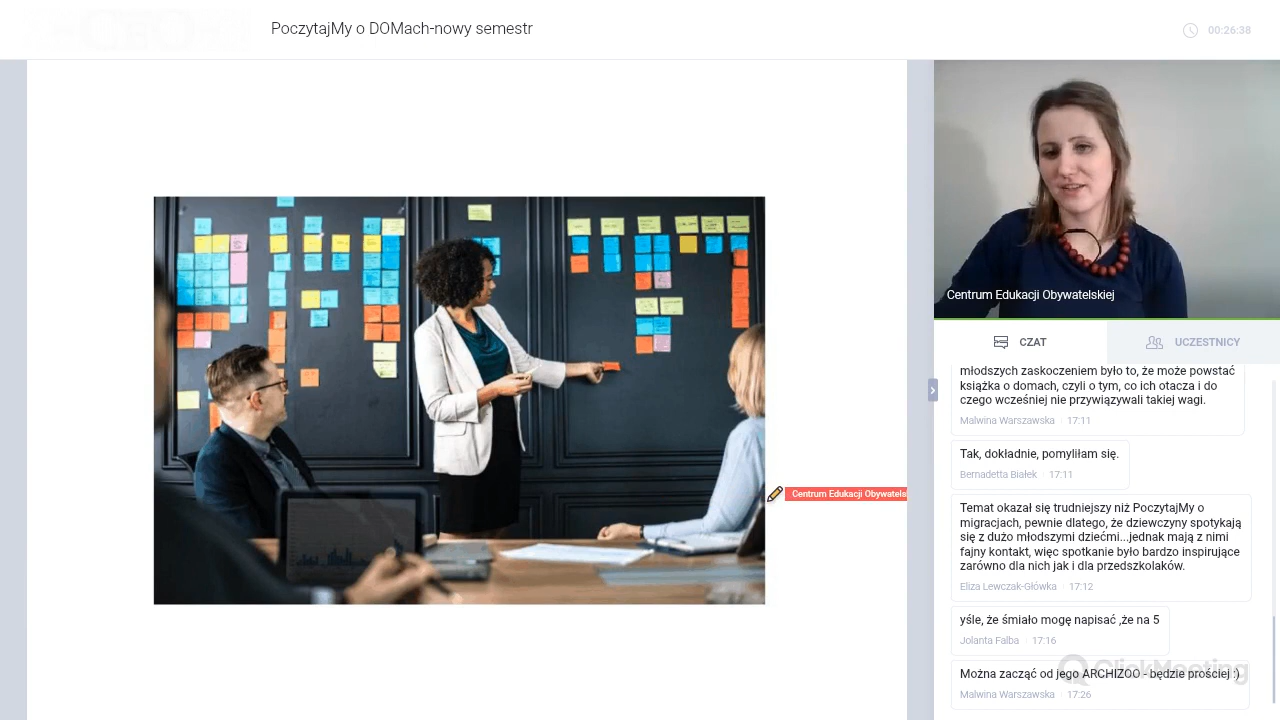 PoczytajMy o DOMach-nowy semestr
00:26:38
Centrum Edukacji Obywatelskiej
CZAT
UCZESTNICY
młodszych zaskoczeniem było to, że może powstać
książka o domach, czyli o tym, co ich otacza i do
czego wcześniej nie przywiązywali takiej wagi.
Malwina Warszawska 17:11
Tak, dokładnie, pomyliłam się.
Bernadetta Białek 17:11
Temat okazał się trudniejszy niż PoczytajMy o
migracjach, pewnie dlatego, że dziewczyny spotykają
się z dużo młodszymi dziećmi...jednak mają z nimi
fajny kontakt, więc spotkanie było bardzo inspirujące
zarówno dla nich jak i dla przedszkolaków.
Eliza Lewczak-Główka 17:12
yśle, że śmiało mogę napisać ,że na 5
Jolanta Falba 17:16
Można zacząć od jego ARCHIZOO - będzie prościej :)
Malwina Warszawska 17:26
ClickMeeting
Centrum Edukacji Obywatels